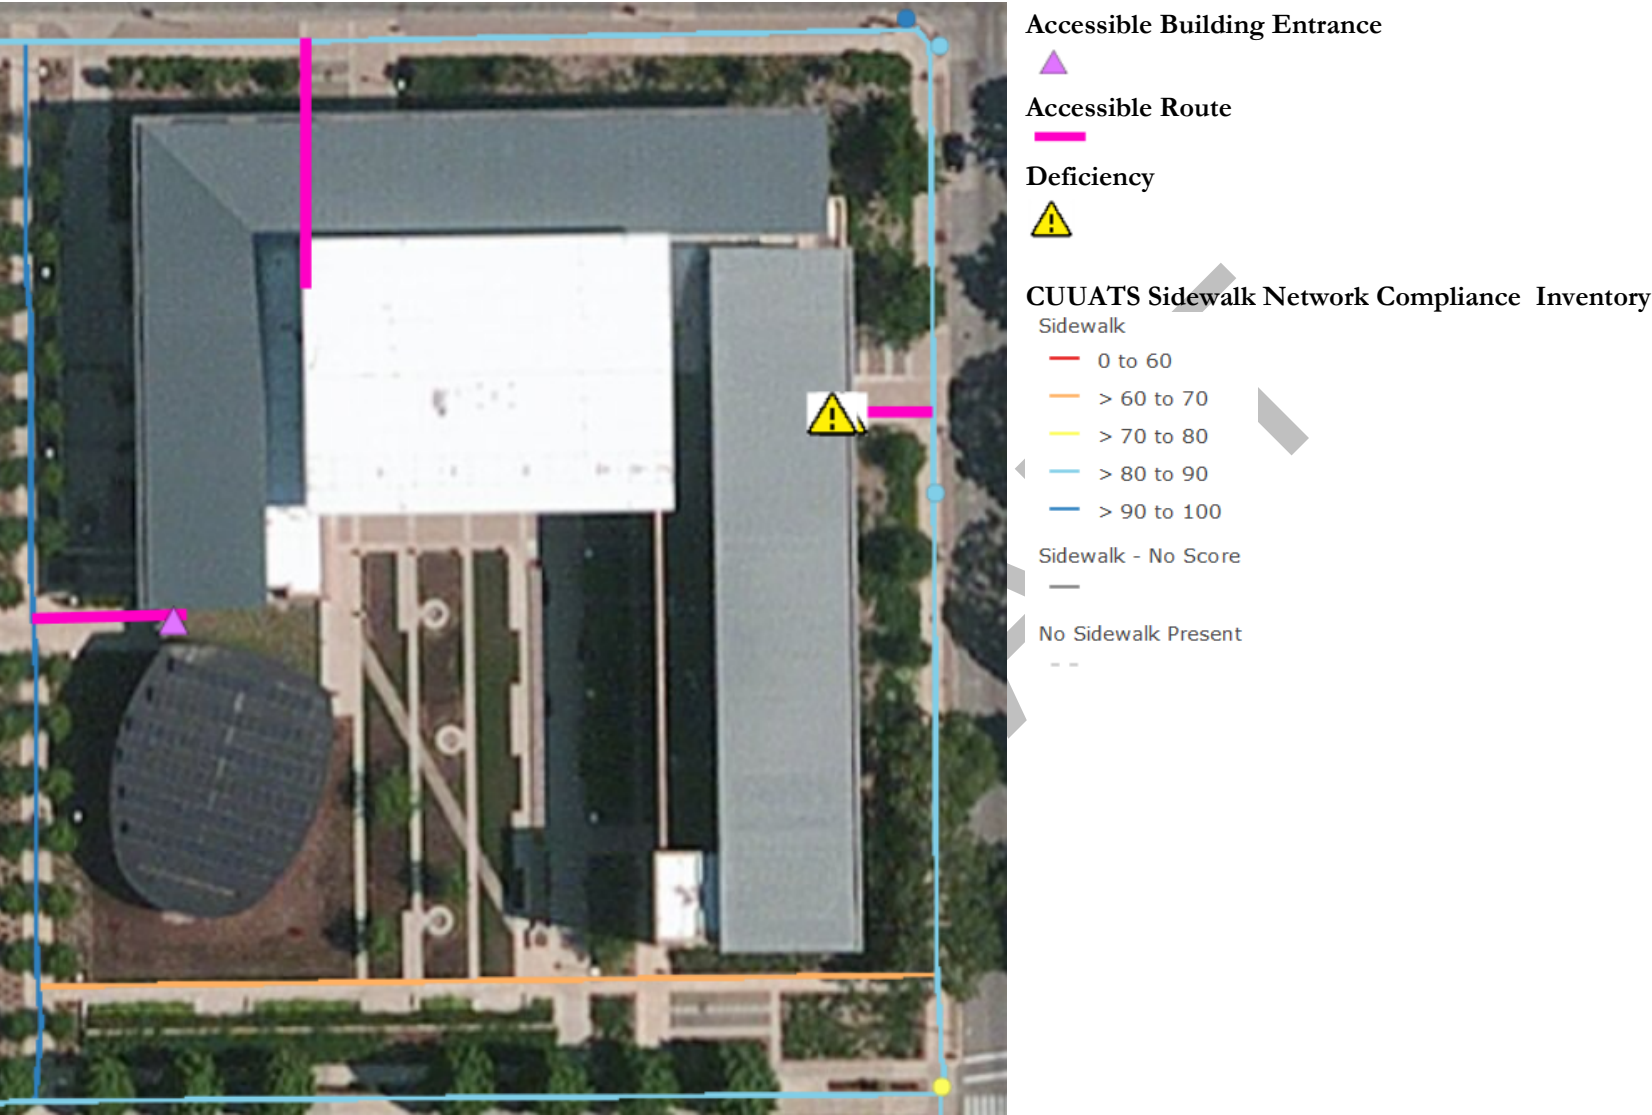 Accessible Building Entrance
Accessible Route
Deficiency
CUUATS Sidewalk Network Compliance Inventory
Sidewalk
0 to 60
> 60 to 70
> 70 to 80
> 80 to 90
> 90 to 100
Sidewalk - No Score
No Sidewalk Present